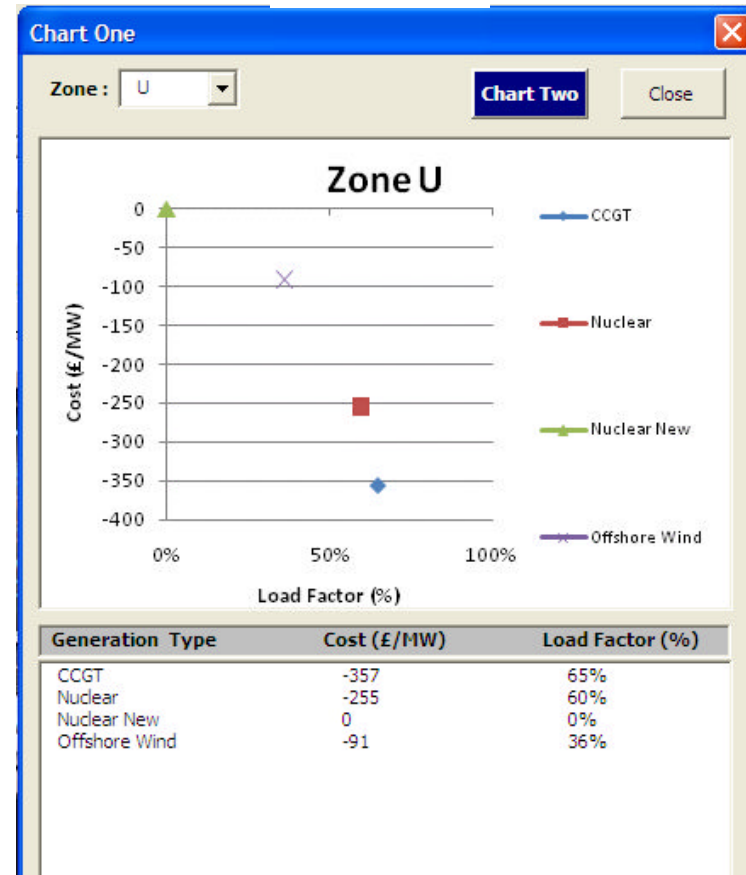 Chart One
Zone : U
Chart Two
Close
Zone U
0
-50
-100
-150
-200
-250
-300
-350
-400
Cost (£/MW)
0% 50% 100%
Load Factor (%)
CCGT
Nuclear
Nuclear New
Offshore Wind
Generation Type Cost (£/MW) Load Factor (%)
CCGT -357 65%
Nuclear -255 60%
Nuclear New 0 0%
Offshore Wind -91 36%